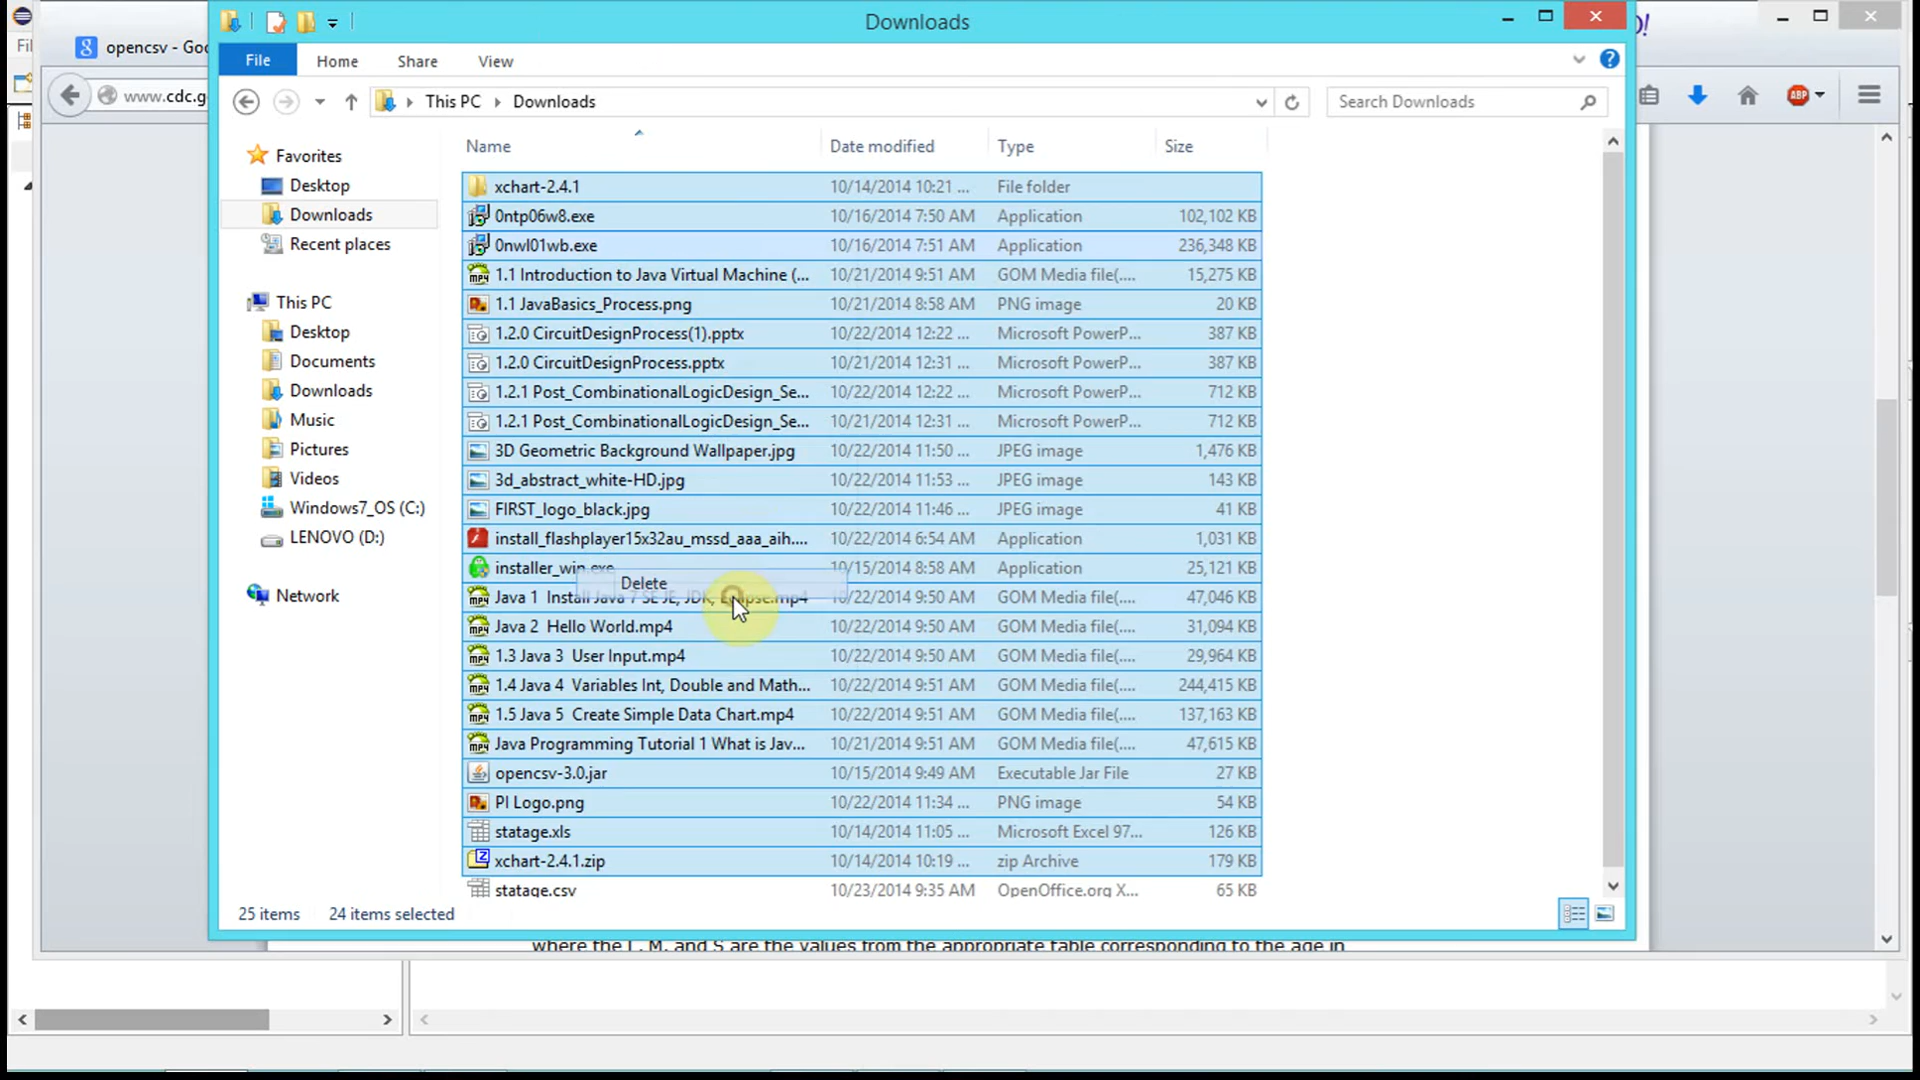 Downloads
opencsv - Goo
!
File Home Share View
www.cdc.g
This PC Downloads
Search Downloads
ABP
Name Date modified Type Size
Favorites
Desktop
Downloads
Recent places
This PC
Desktop
Documents
Downloads
Music
Pictures
Videos
Windows7_OS (C:)
LENOVO (D:)
Network
xchart-2.4.1 10/14/2014 10:21 ... File folder
0ntp06w8.exe 10/16/2014 7:50 AM Application 102,102 KB
0nwl01wb.exe 10/16/2014 7:51 AM Application 236,348 KB
1.1 Introduction to Java Virtual Machine (... 10/21/2014 9:51 AM GOM Media file(.... 15,275 KB
1.1 JavaBasics_Process.png 10/21/2014 8:58 AM PNG image 20 KB
1.2.0 CircuitDesignProcess(1).pptx 10/22/2014 12:22 ... Microsoft PowerP... 387 KB
1.2.0 CircuitDesignProcess.pptx 10/21/2014 12:31 ... Microsoft PowerP... 387 KB
1.2.1 Post_CombinationalLogicDesign_Se... 10/22/2014 12:22 ... Microsoft PowerP... 712 KB
1.2.1 Post_CombinationalLogicDesign_Se... 10/21/2014 12:31 ... Microsoft PowerP... 712 KB
3D Geometric Background Wallpaper.jpg 10/22/2014 11:50 ... JPEG image 1,476 KB
3d_abstract_white-HD.jpg 10/22/2014 11:53 ... JPEG image 143 KB
FIRST_logo_black.jpg 10/22/2014 11:46 ... JPEG image 41 KB
install_flashplayer15x32au_mssd_aaa_aih.... 10/22/2014 6:54 AM Application 1,031 KB
installer_win.exe 10/15/2014 8:58 AM Application 25,121 KB
Delete
Java 1 Install Java 7 SE JE, JDK, Eclipse.mp4 10/22/2014 9:50 AM GOM Media file(.... 47,046 KB
Java 2 Hello World.mp4 10/22/2014 9:50 AM GOM Media file(.... 31,094 KB
1.3 Java 3 User Input.mp4 10/22/2014 9:50 AM GOM Media file(.... 29,964 KB
1.4 Java 4 Variables Int, Double and Math... 10/22/2014 9:51 AM GOM Media file(.... 244,415 KB
1.5 Java 5 Create Simple Data Chart.mp4 10/22/2014 9:51 AM GOM Media file(.... 137,163 KB
Java Programming Tutorial 1 What is Jav... 10/21/2014 9:51 AM GOM Media file(.... 47,615 KB
opencsv-3.0.jar 10/15/2014 9:49 AM Executable Jar File 27 KB
PI Logo.png 10/22/2014 11:34 ... PNG image 54 KB
statage.xls 10/14/2014 11:05 ... Microsoft Excel 97... 126 KB
xchart-2.4.1.zip 10/14/2014 10:19 ... zip Archive 179 KB
statage.csv 10/23/2014 9:35 AM OpenOffice.org X... 65 KB
25 items 24 items selected
where the L, M, and S are the values from the appropriate table corresponding to the age in